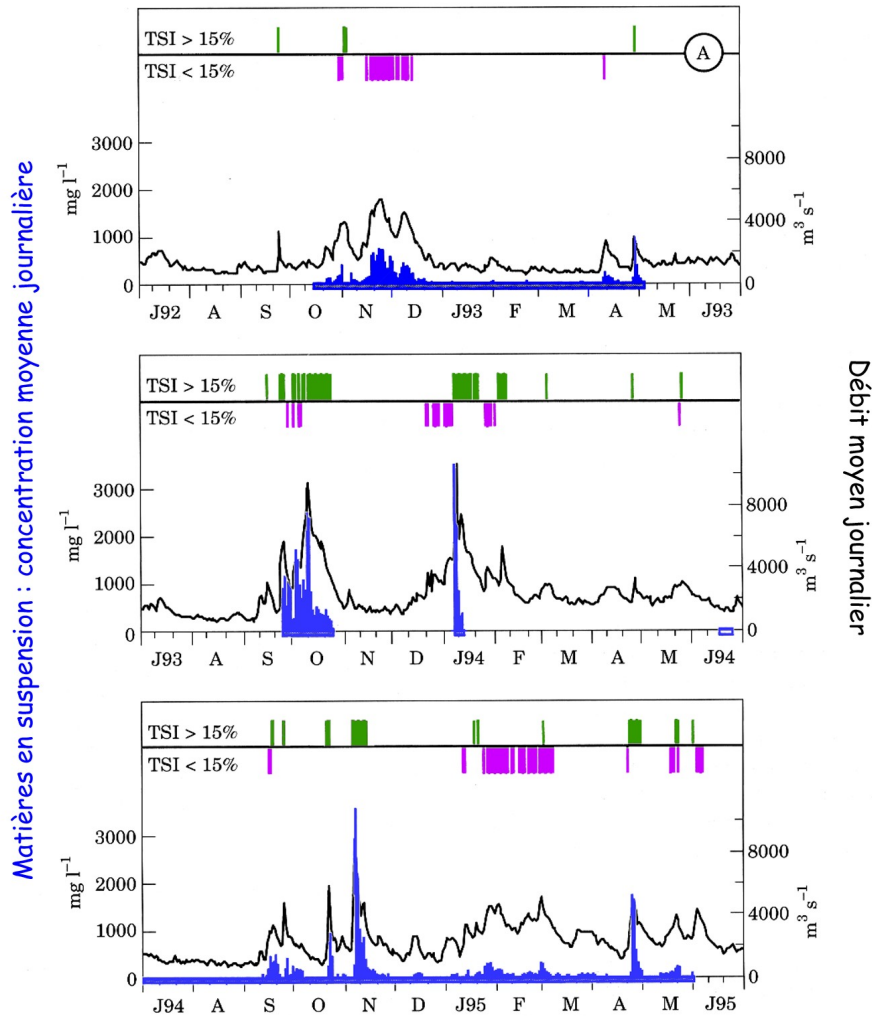 Matières en suspension : concentration moyenne journalière
Débit moyen journalier
TSI > 15%
TSI < 15%
A
3000
2000
1000
0
mg l⁻¹
8000
4000
0
m³ s⁻¹
J92 A S O N D J93 F M A M J93
TSI > 15%
TSI < 15%
3000
2000
1000
0
mg l⁻¹
8000
4000
0
m³ s⁻¹
J93 A S O N D J94 F M A M J94
TSI > 15%
TSI < 15%
3000
2000
1000
0
mg l⁻¹
8000
4000
0
m³ s⁻¹
J94 A S O N D J95 F M A M J95